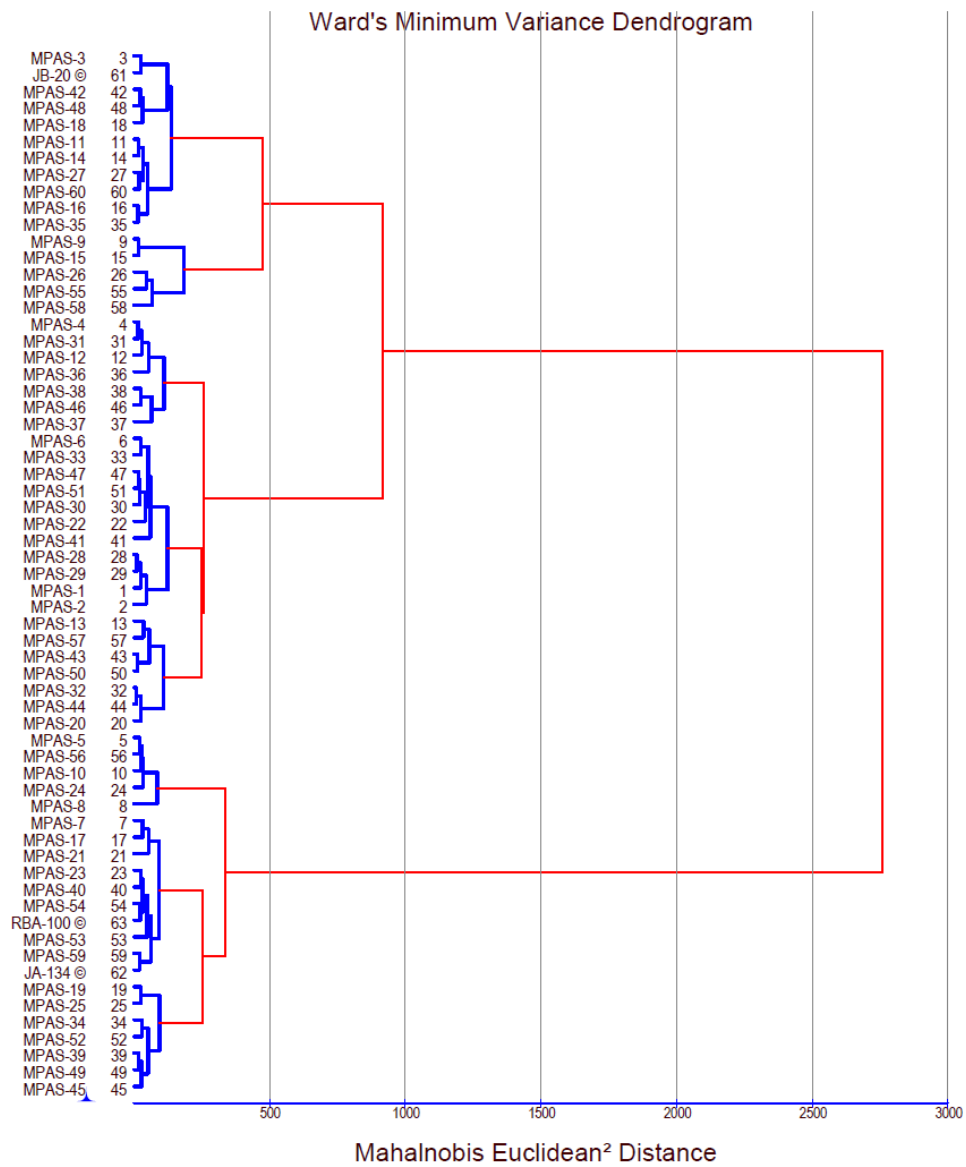 Ward's Minimum Variance Dendrogram
MPAS-3 3
JB-20 © 61
MPAS-42 42
MPAS-48 48
MPAS-18 18
MPAS-11 11
MPAS-14 14
MPAS-27 27
MPAS-60 60
MPAS-16 16
MPAS-35 35
MPAS-9 9
MPAS-15 15
MPAS-26 26
MPAS-55 55
MPAS-58 58
MPAS-4 4
MPAS-31 31
MPAS-12 12
MPAS-36 36
MPAS-38 38
MPAS-46 46
MPAS-37 37
MPAS-6 6
MPAS-33 33
MPAS-47 47
MPAS-51 51
MPAS-30 30
MPAS-22 22
MPAS-41 41
MPAS-28 28
MPAS-29 29
MPAS-1 1
MPAS-2 2
MPAS-13 13
MPAS-57 57
MPAS-43 43
MPAS-50 50
MPAS-32 32
MPAS-44 44
MPAS-20 20
MPAS-5 5
MPAS-56 56
MPAS-10 10
MPAS-24 24
MPAS-8 8
MPAS-7 7
MPAS-17 17
MPAS-21 21
MPAS-23 23
MPAS-40 40
MPAS-54 54
RBA-100 © 63
MPAS-53 53
MPAS-59 59
JA-134 © 62
MPAS-19 19
MPAS-25 25
MPAS-34 34
MPAS-52 52
MPAS-39 39
MPAS-49 49
MPAS-45 45
500 1000 1500 2000 2500 3000
Mahalnobis Euclidean² Distance